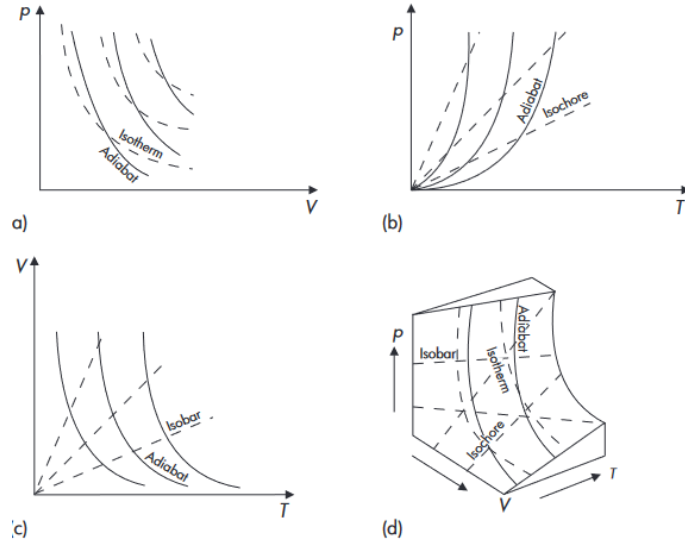 P
Isotherm
Adiabat
V
a)
P
Adiabat
Isochore
T
(b)
V
Isobar
Adiabat
T
(c)
P
Isobar
Isotherm
Adiabat
Isochore
V
T
(d)